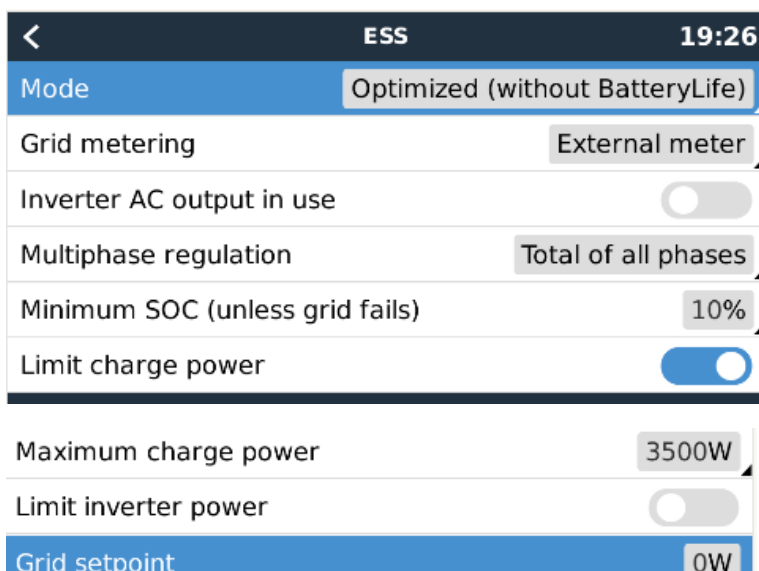 ESS 19:26
Mode Optimized (without BatteryLife)
Grid metering External meter
Inverter AC output in use
Multiphase regulation Total of all phases
Minimum SOC (unless grid fails) 10%
Limit charge power
Maximum charge power 3500W
Limit inverter power
Grid setpoint 0W